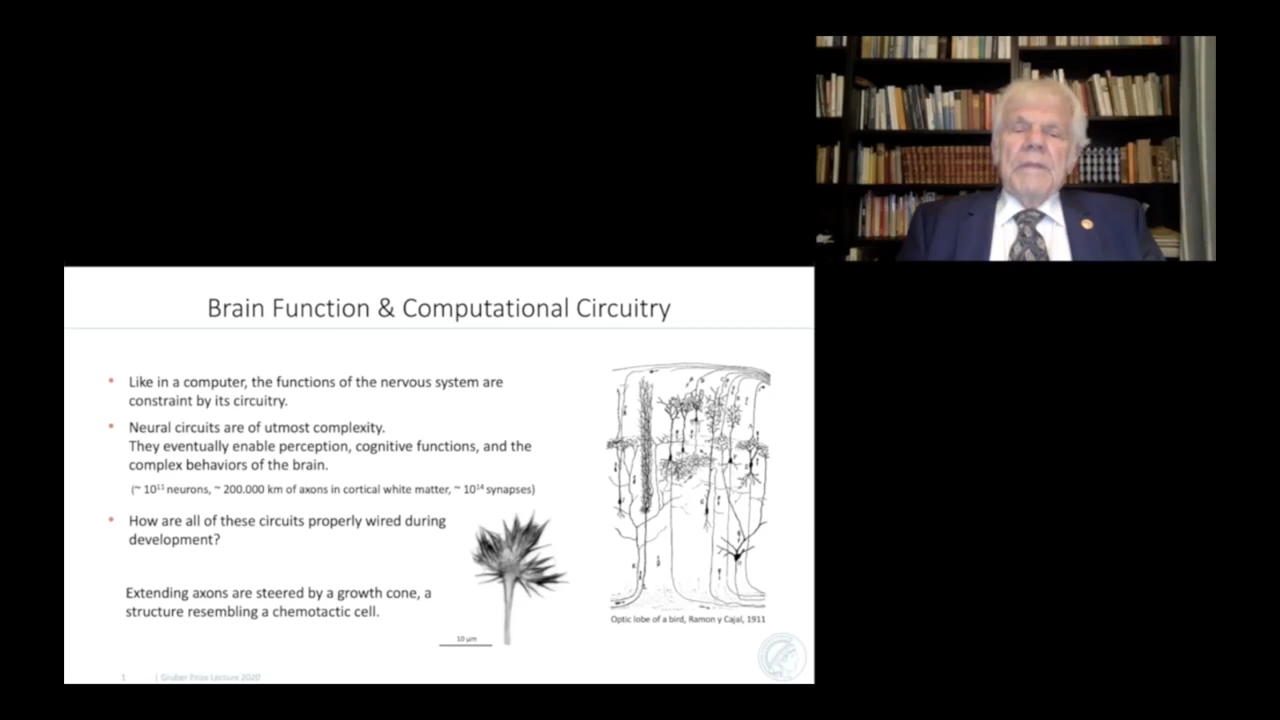 Brain Function & Computational Circuitry
• Like in a computer, the functions of the nervous system are
constraint by its circuitry.
• Neural circuits are of utmost complexity.
They eventually enable perception, cognitive functions, and the
complex behaviors of the brain.
(~ 10¹¹ neurons, ~ 200.000 km of axons in cortical white matter, ~ 10¹⁴ synapses)
• How are all of these circuits properly wired during
development?
Extending axons are steered by a growth cone, a
structure resembling a chemotactic cell.
10 µm
Optic lobe of a bird, Ramon y Cajal, 1911
1 | Gruber Prize Lecture 2020